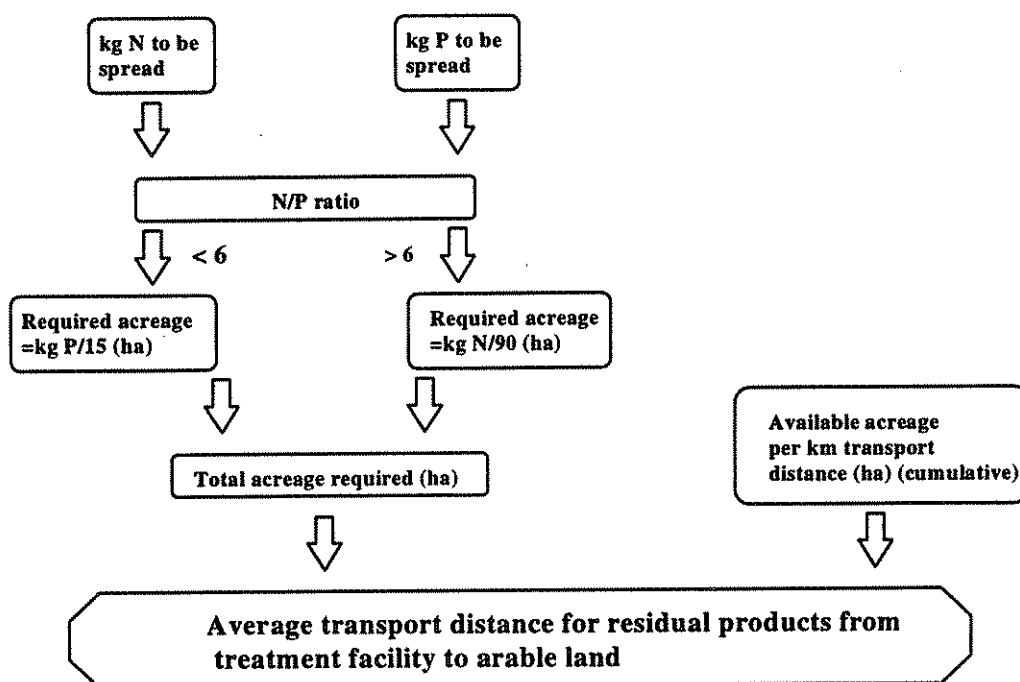 kg N to be
spread
kg P to be
spread
N/P ratio
< 6
> 6
Required acreage
=kg P/15 (ha)
Required acreage
=kg N/90 (ha)
Available acreage
per km transport
distance (ha) (cumulative)
Total acreage required (ha)
Average transport distance for residual products from
treatment facility to arable land